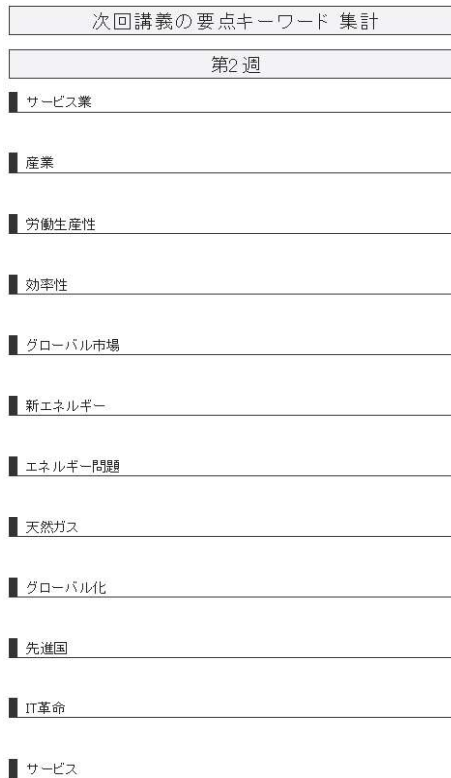 次回講義の要点キーワード 集計
第2週
サービス業
産業
労働生産性
効率性
グローバル市場
新エネルギー
エネルギー問題
天然ガス
グローバル化
先進国
IT革命
サービス